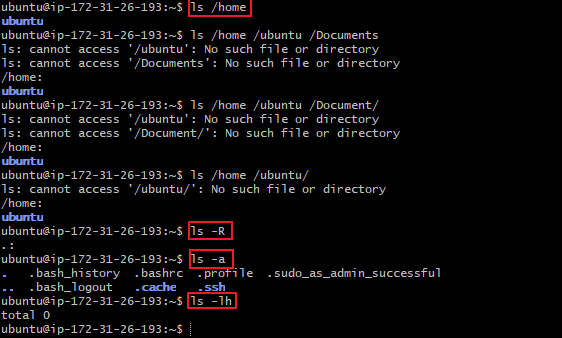 ubuntu@ip-172-31-26-193:~$ ls /home
ubuntu
ubuntu@ip-172-31-26-193:~$ ls /home /ubuntu /Documents
ls: cannot access '/ubuntu': No such file or directory
ls: cannot access '/Documents': No such file or directory
/home:
ubuntu
ubuntu@ip-172-31-26-193:~$ ls /home /ubuntu /Document/
ls: cannot access '/ubuntu': No such file or directory
ls: cannot access '/Document/': No such file or directory
/home:
ubuntu
ubuntu@ip-172-31-26-193:~$ ls /home /ubuntu/
ls: cannot access '/ubuntu/': No such file or directory
/home:
ubuntu
ubuntu@ip-172-31-26-193:~$ ls -R
.:
ubuntu@ip-172-31-26-193:~$ ls -a
.   .bash_history  .bashrc  .profile  .sudo_as_admin_successful
..  .bash_logout   .cache   .ssh
ubuntu@ip-172-31-26-193:~$ ls -lh
total 0
ubuntu@ip-172-31-26-193:~$